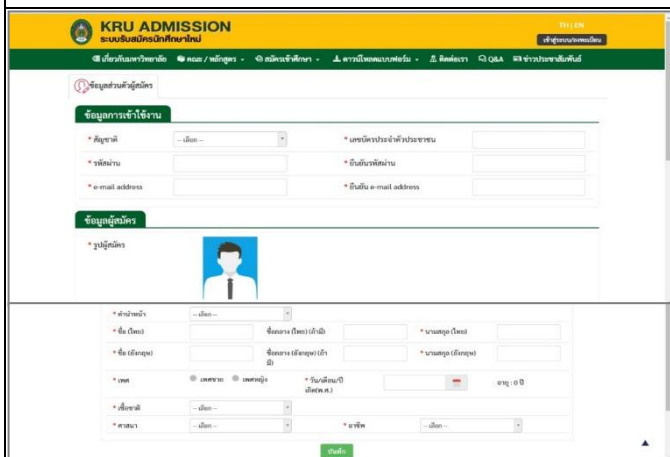 KRU ADMISSION
ระบบรับสมัครนักศึกษาใหม่
TH | EN
เข้าสู่ระบบ/ลงทะเบียน
เกี่ยวกับมหาวิทยาลัย คณะ / หลักสูตร สมัครเข้าศึกษา ดาวน์โหลดแบบฟอร์ม ติดต่อเรา Q&A ข่าวประชาสัมพันธ์
ข้อมูลส่วนตัวผู้สมัคร
ข้อมูลการเข้าใช้งาน
* สัญชาติ -- เลือก -- * เลขบัตรประจำตัวประชาชน
* รหัสผ่าน * ยืนยันรหัสผ่าน
* e-mail address * ยืนยัน e-mail address
ข้อมูลผู้สมัคร
* รูปผู้สมัคร
* คำนำหน้า -- เลือก --
* ชื่อ (ไทย) ชื่อกลาง (ไทย) (ถ้ามี) * นามสกุล (ไทย)
* ชื่อ (อังกฤษ) ชื่อกลาง (อังกฤษ) (ถ้า
มี) * นามสกุล (อังกฤษ)
* เพศ เพศชาย เพศหญิง * วัน/เดือน/ปี
เกิด(พ.ศ.) อายุ : 0 ปี
* เชื้อชาติ -- เลือก --
* ศาสนา -- เลือก -- * อาชีพ -- เลือก --
บันทึก